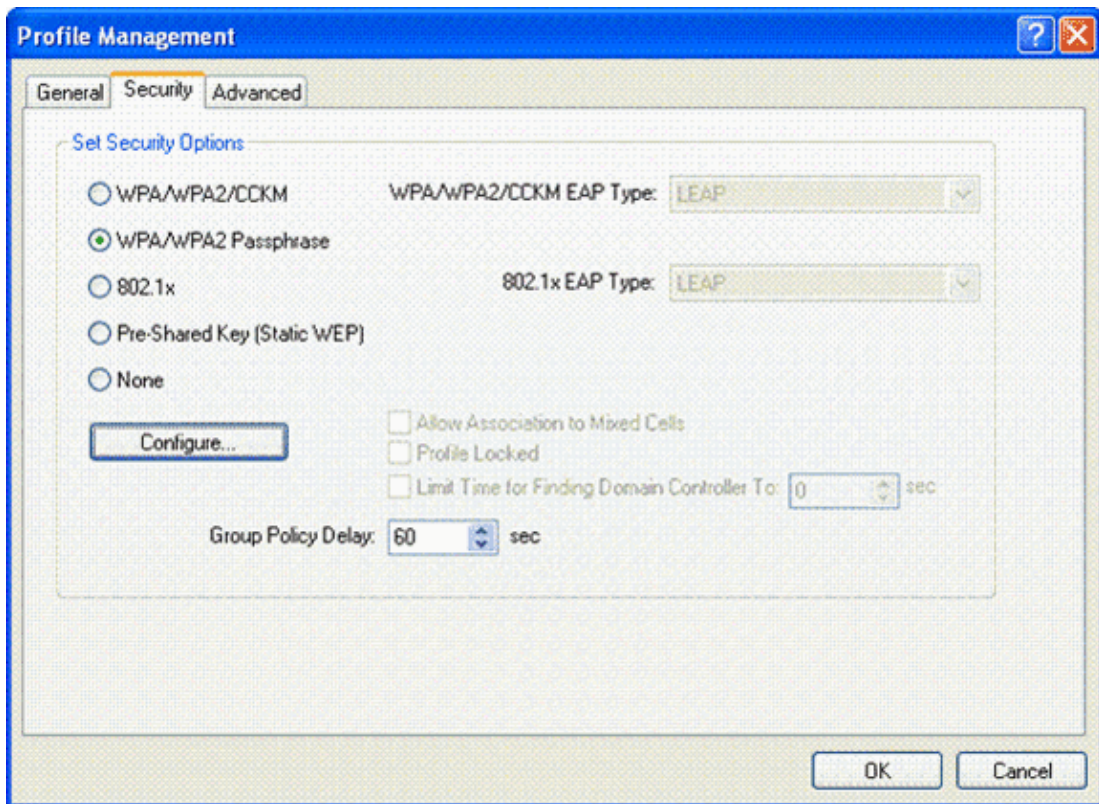 Profile Management
General Security Advanced
Set Security Options
WPA/WPA2/CCKM WPA/WPA2/CCKM EAP Type: LEAP
WPA/WPA2 Passphrase
802.1x 802.1x EAP Type: LEAP
Pre-Shared Key (Static WEP)
None
Configure... Allow Association to Mixed Cells
Profile Locked
Limit Time for Finding Domain Controller To: 0 sec
Group Policy Delay: 60 sec
OK Cancel